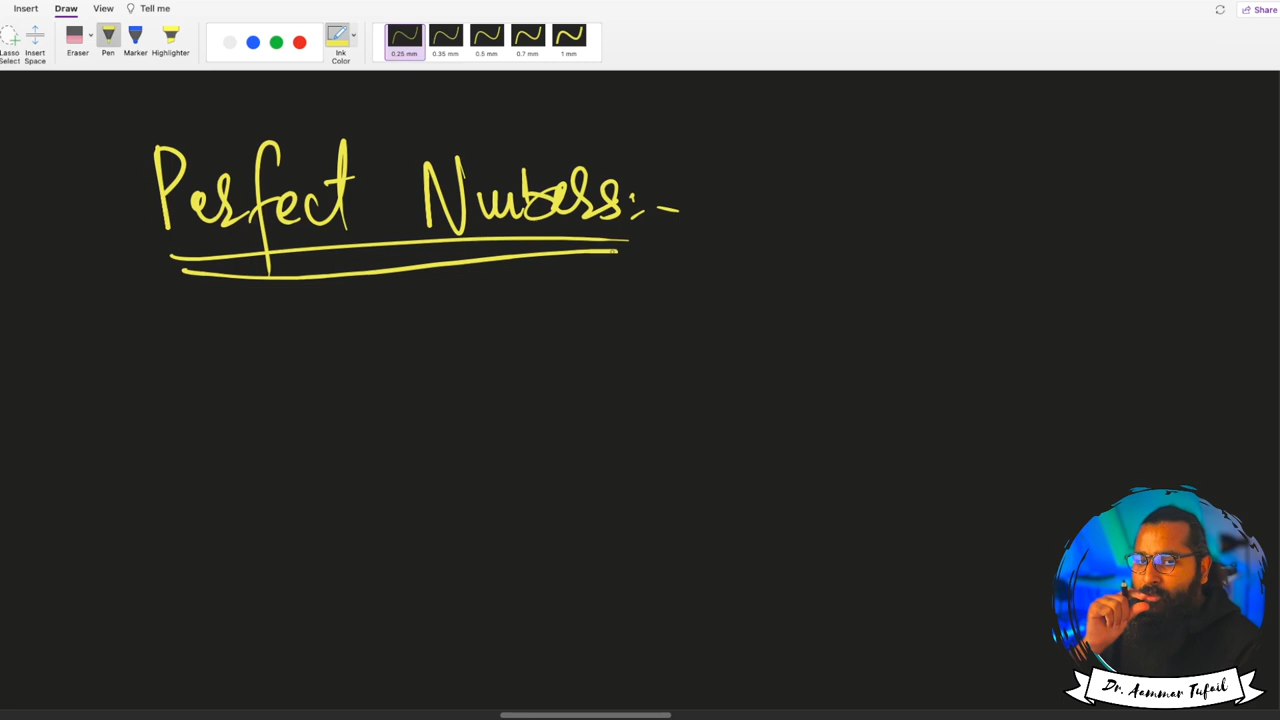 Insert Draw View Tell me
Share
Lasso Select
Insert Space
Eraser
Pen
Marker
Highlighter
Ink Color
0.25 mm
0.35 mm
0.5 mm
0.7 mm
1 mm
Perfect Numbers:-
Dr. Aammar Tufail